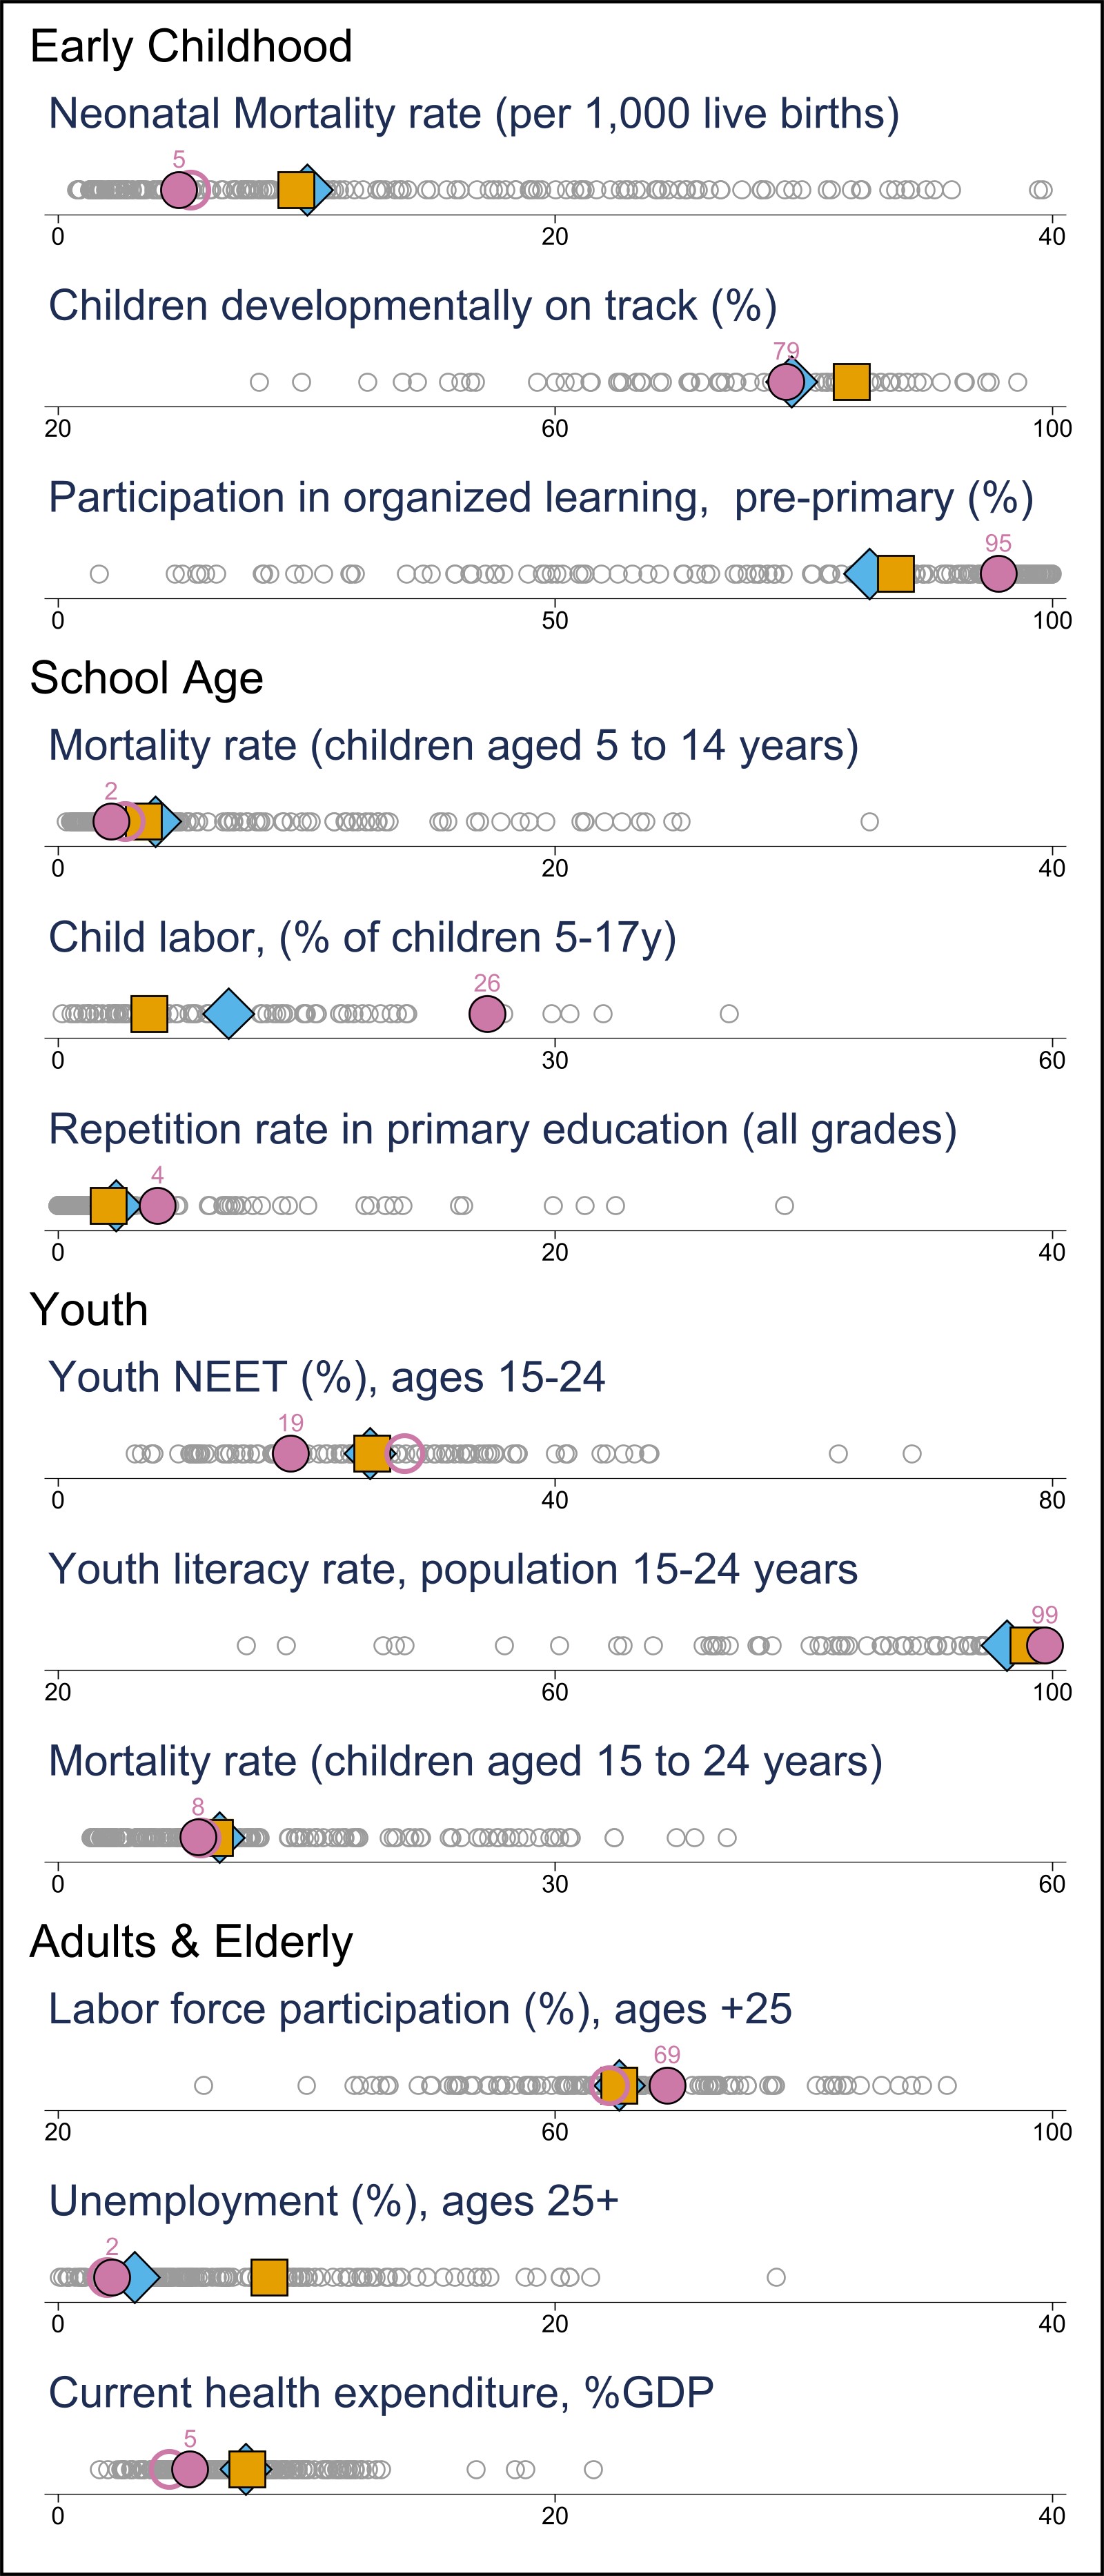 Early Childhood
Neonatal Mortality rate (per 1,000 live births)
5
0 20 40
Children developmentally on track (%)
79
20 60 100
Participation in organized learning,  pre-primary (%)
95
0 50 100
School Age
Mortality rate (children aged 5 to 14 years)
2
0 20 40
Child labor, (% of children 5-17y)
26
0 30 60
Repetition rate in primary education (all grades)
4
0 20 40
Youth
Youth NEET (%), ages 15-24
19
0 40 80
Youth literacy rate, population 15-24 years
99
20 60 100
Mortality rate (children aged 15 to 24 years)
8
0 30 60
Adults & Elderly
Labor force participation (%), ages +25
69
20 60 100
Unemployment (%), ages 25+
2
0 20 40
Current health expenditure, %GDP
5
0 20 40